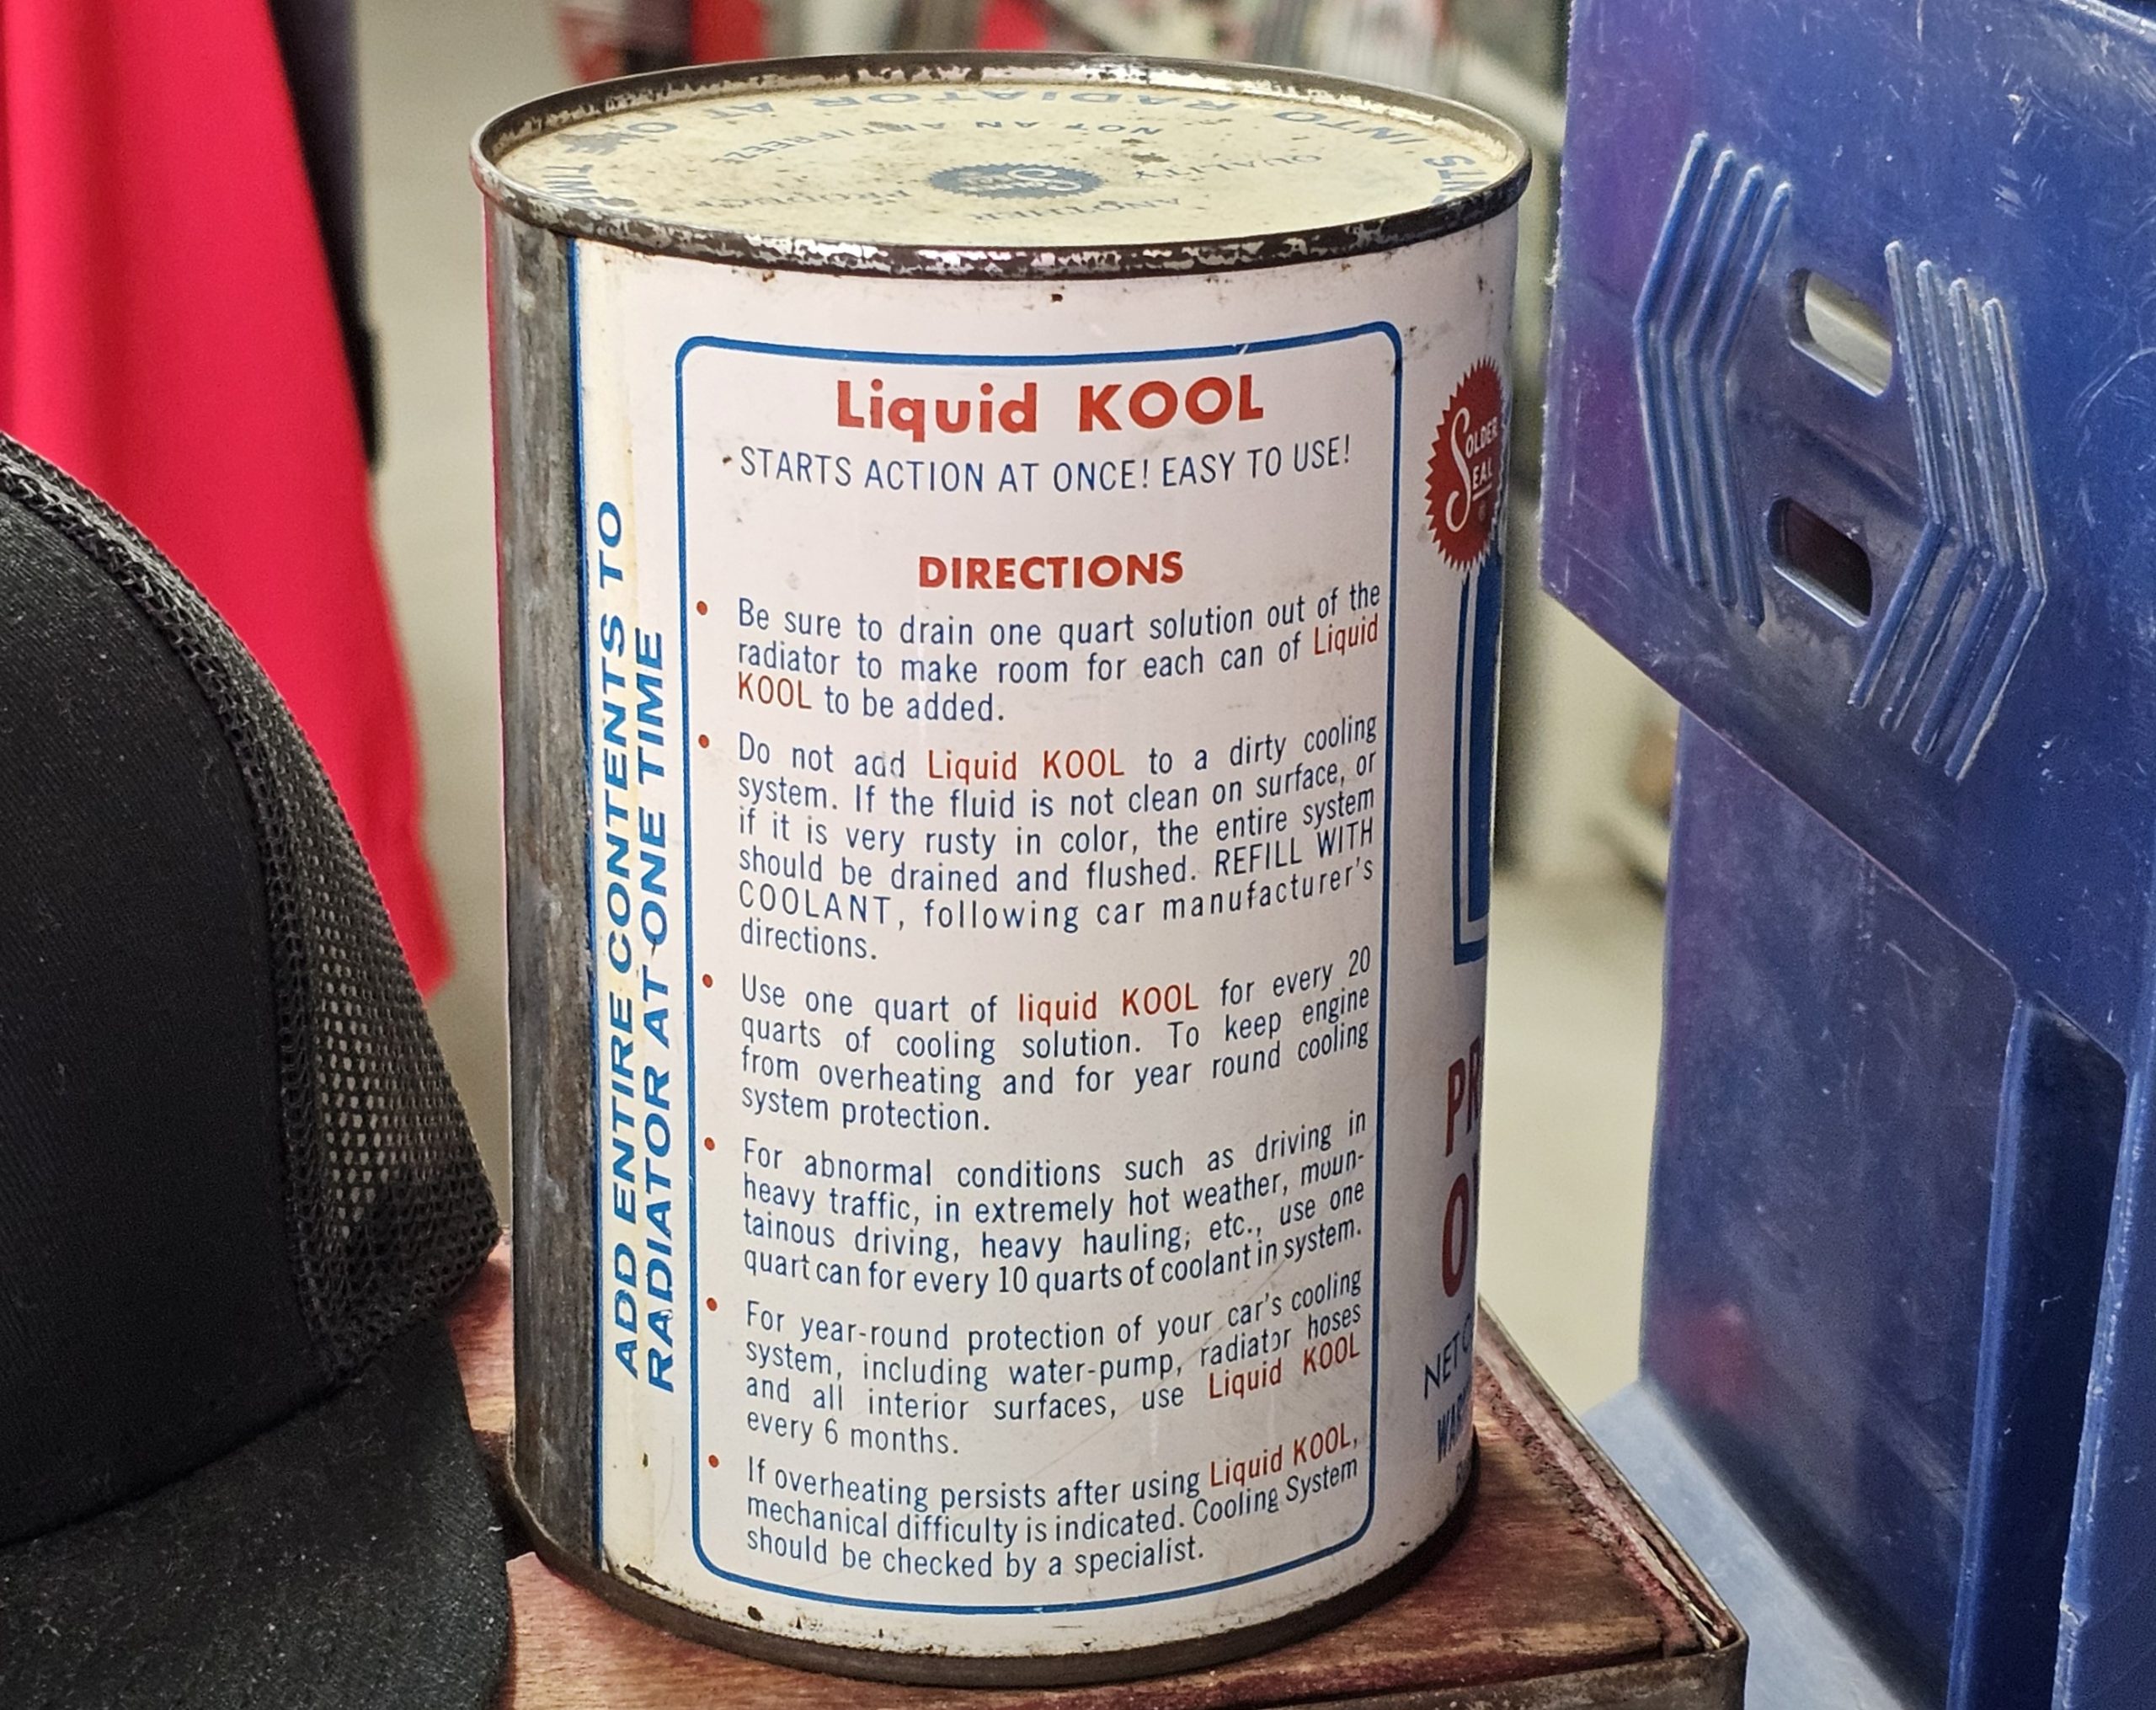 INTO RADIATOR AT ONE TIME
NOT AN ANTIFREEZE
ANOTHER
QUALITY
PRODUCT
Liquid KOOL
STARTS ACTION AT ONCE! EASY TO USE!
DIRECTIONS
• Be sure to drain one quart solution out of the
radiator to make room for each can of Liquid
KOOL to be added.
• Do not add Liquid KOOL to a dirty cooling
system. If the fluid is not clean on surface, or
if it is very rusty in color, the entire system
should be drained and flushed. REFILL WITH
COOLANT, following car manufacturer's
directions.
• Use one quart of liquid KOOL for every 20
quarts of cooling solution. To keep engine
from overheating and for year round cooling
system protection.
• For abnormal conditions such as driving in
heavy traffic, in extremely hot weather, moun-
tainous driving, heavy hauling, etc., use one
quart can for every 10 quarts of coolant in system.
• For year-round protection of your car's cooling
system, including water-pump, radiator hoses
and all interior surfaces, use Liquid KOOL
every 6 months.
• If overheating persists after using Liquid KOOL,
mechanical difficulty is indicated. Cooling System
should be checked by a specialist.
ADD ENTIRE CONTENTS TO
RADIATOR AT ONE TIME
SOLDER
SEAL
NET